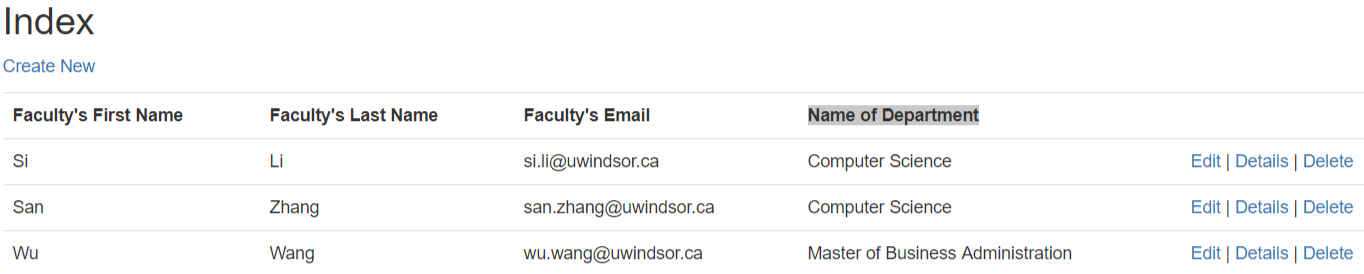 Index
Create New
Faculty's First Name Faculty's Last Name Faculty's Email Name of Department
Si Li si.li@uwindsor.ca Computer Science Edit | Details | Delete
San Zhang san.zhang@uwindsor.ca Computer Science Edit | Details | Delete
Wu Wang wu.wang@uwindsor.ca Master of Business Administration Edit | Details | Delete